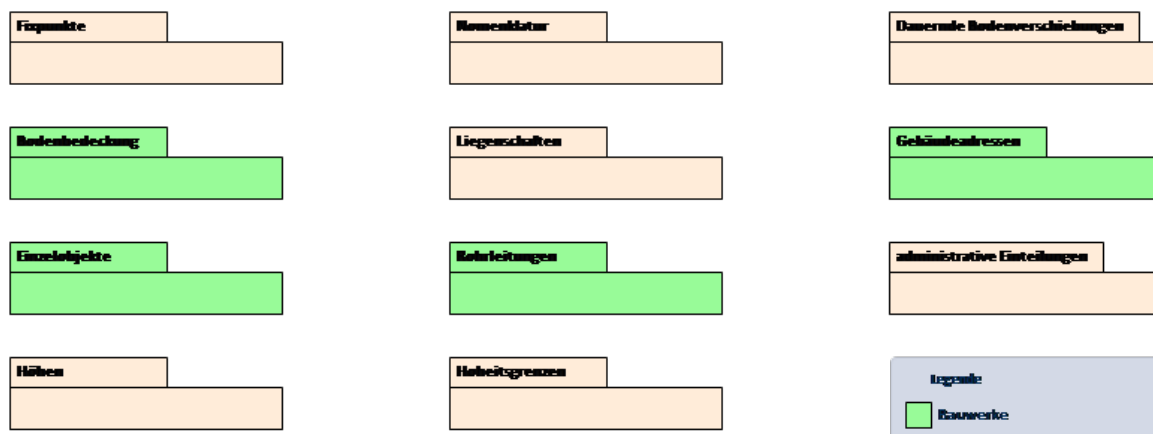 Fixpunkte
Nomenklatur
Dauernde Bodenverschiebungen
Bodenbedeckung
Liegenschaften
Gebäudeadressen
Einzelobjekte
Rohrleitungen
administrative Einteilungen
Höhen
Hoheitsgrenzen
Legende
Bauwerke